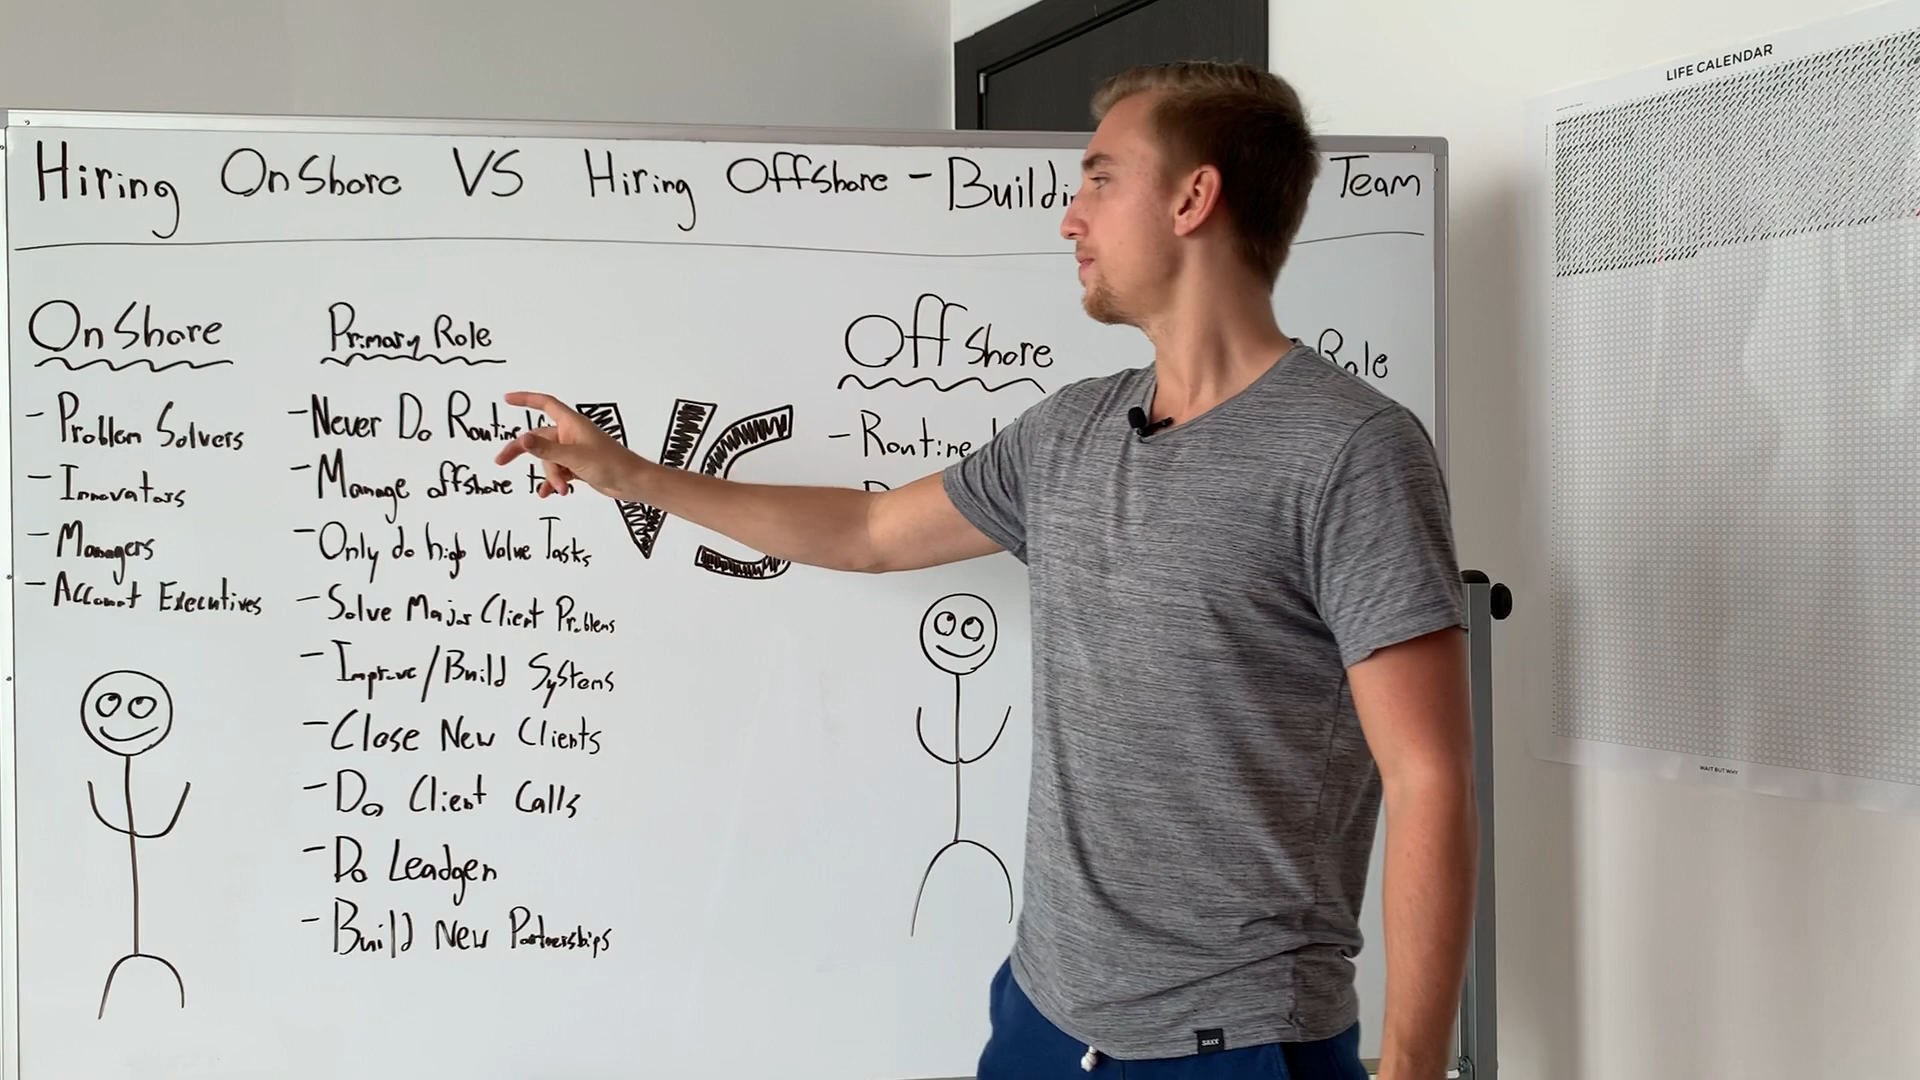 Hiring OnShore VS Hiring Offshore - Buildi Team
OnShore
- Problem Solvers
- Innovators
- Managers
- Account Executives
Primary Role
- Never Do Routine
- Manage offshore team
- Only do high Value Tasks
- Solve Major Client Problems
- Improve/Build Systems
- Close New Clients
- Do Client Calls
- Do Leadgen
- Build New Partnerships
VS
Offshore
- Routine
Role
LIFE CALENDAR
WAIT BUT WHY
SAXX